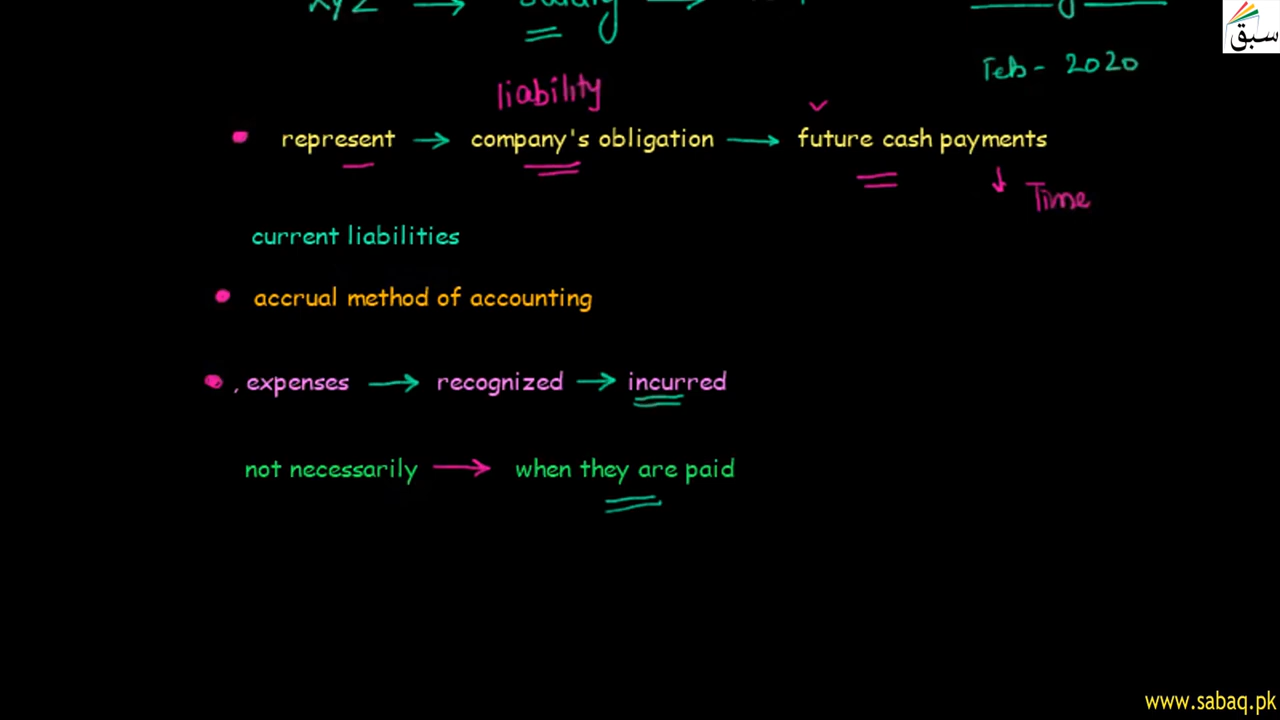 سبق
Feb - 2020
liability
represent → company's obligation → future cash payments
Time
current liabilities
accrual method of accounting
, expenses → recognized → incurred
not necessarily → when they are paid
www.sabaq.pk